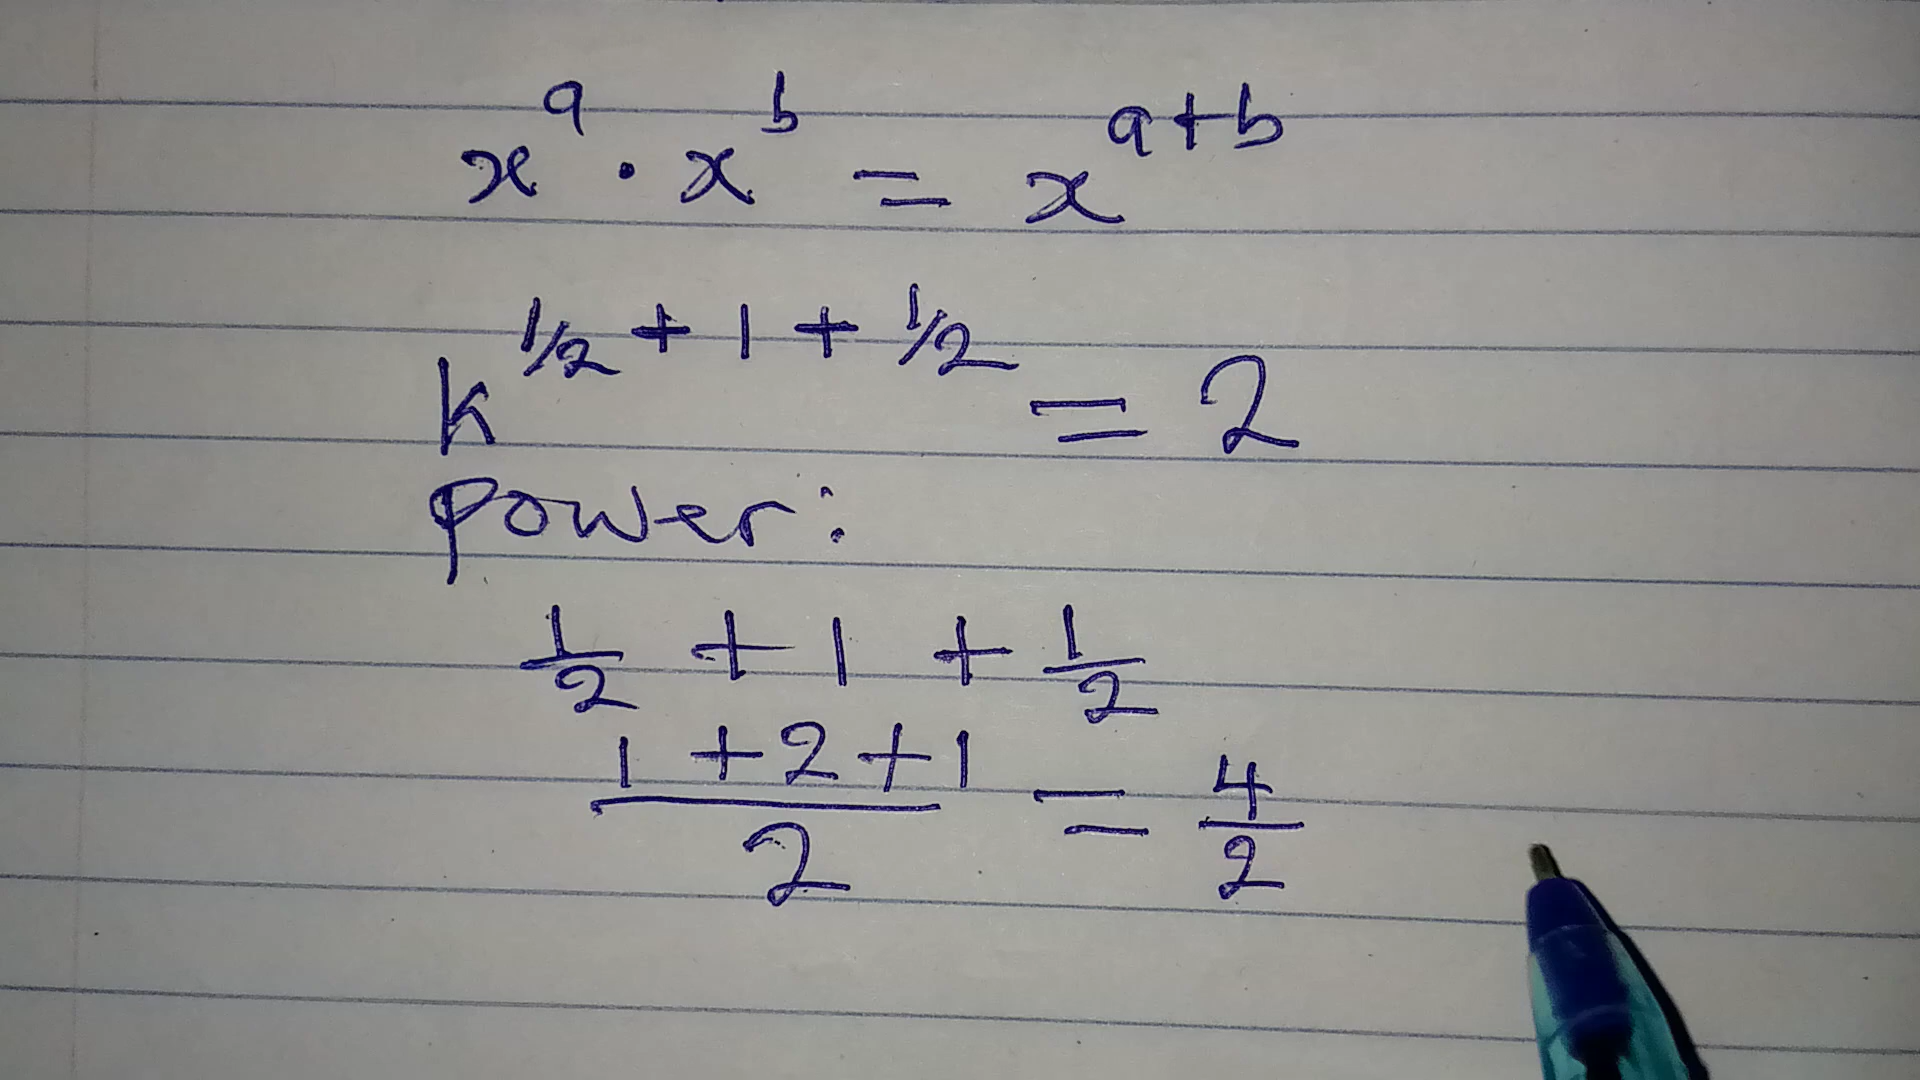 x^a · x^b = x^(a+b)
k^(1/2 + 1 + 1/2) = 2
power:
1/2 + 1 + 1/2
(1 + 2 + 1)/2 = 4/2